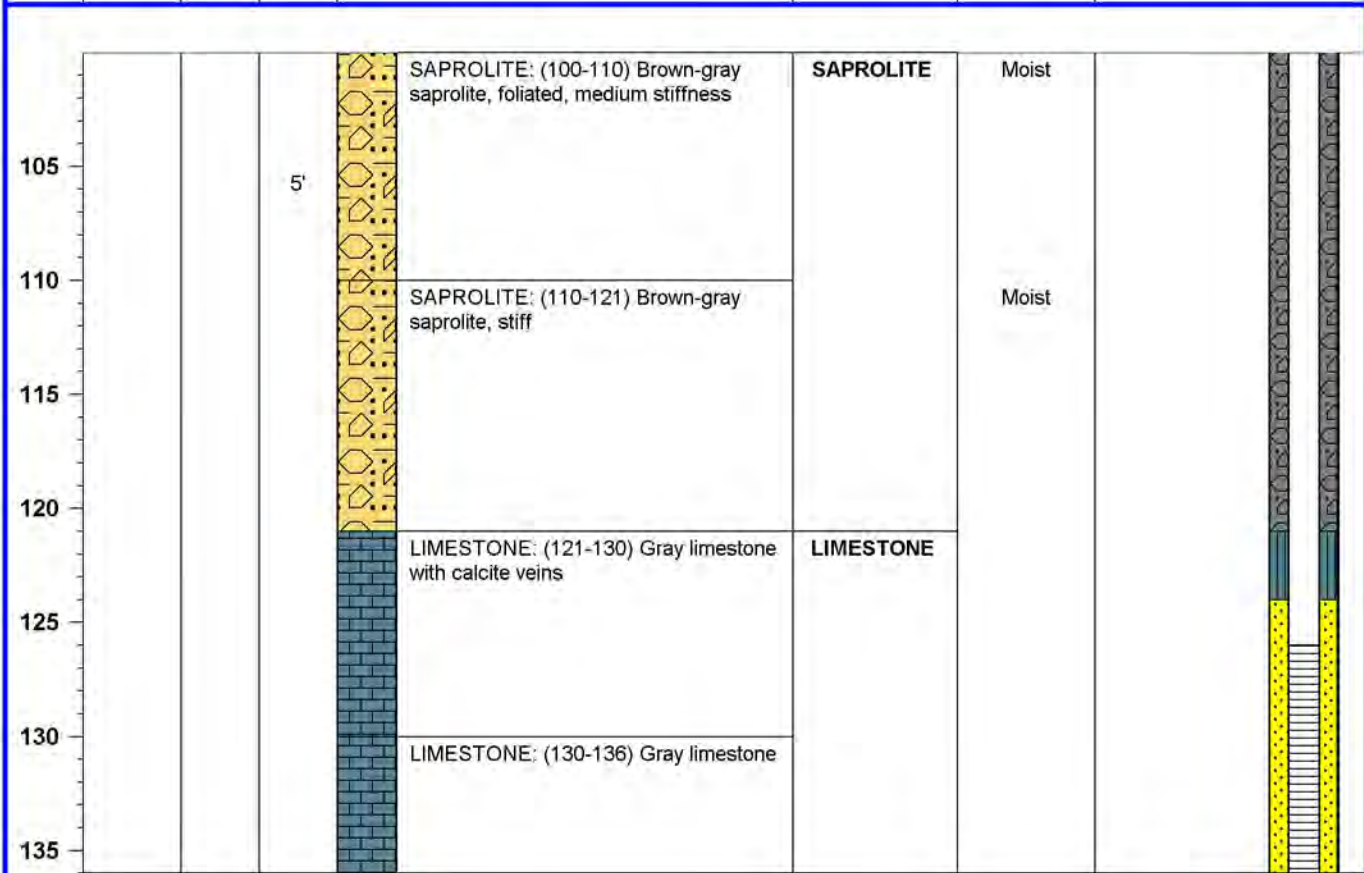 SAPROLITE: (100-110) Brown-gray
saprolite, foliated, medium stiffness
SAPROLITE
Moist
105
5'
110
SAPROLITE: (110-121) Brown-gray
saprolite, stiff
Moist
115
120
LIMESTONE: (121-130) Gray limestone
with calcite veins
LIMESTONE
125
130
LIMESTONE: (130-136) Gray limestone
135